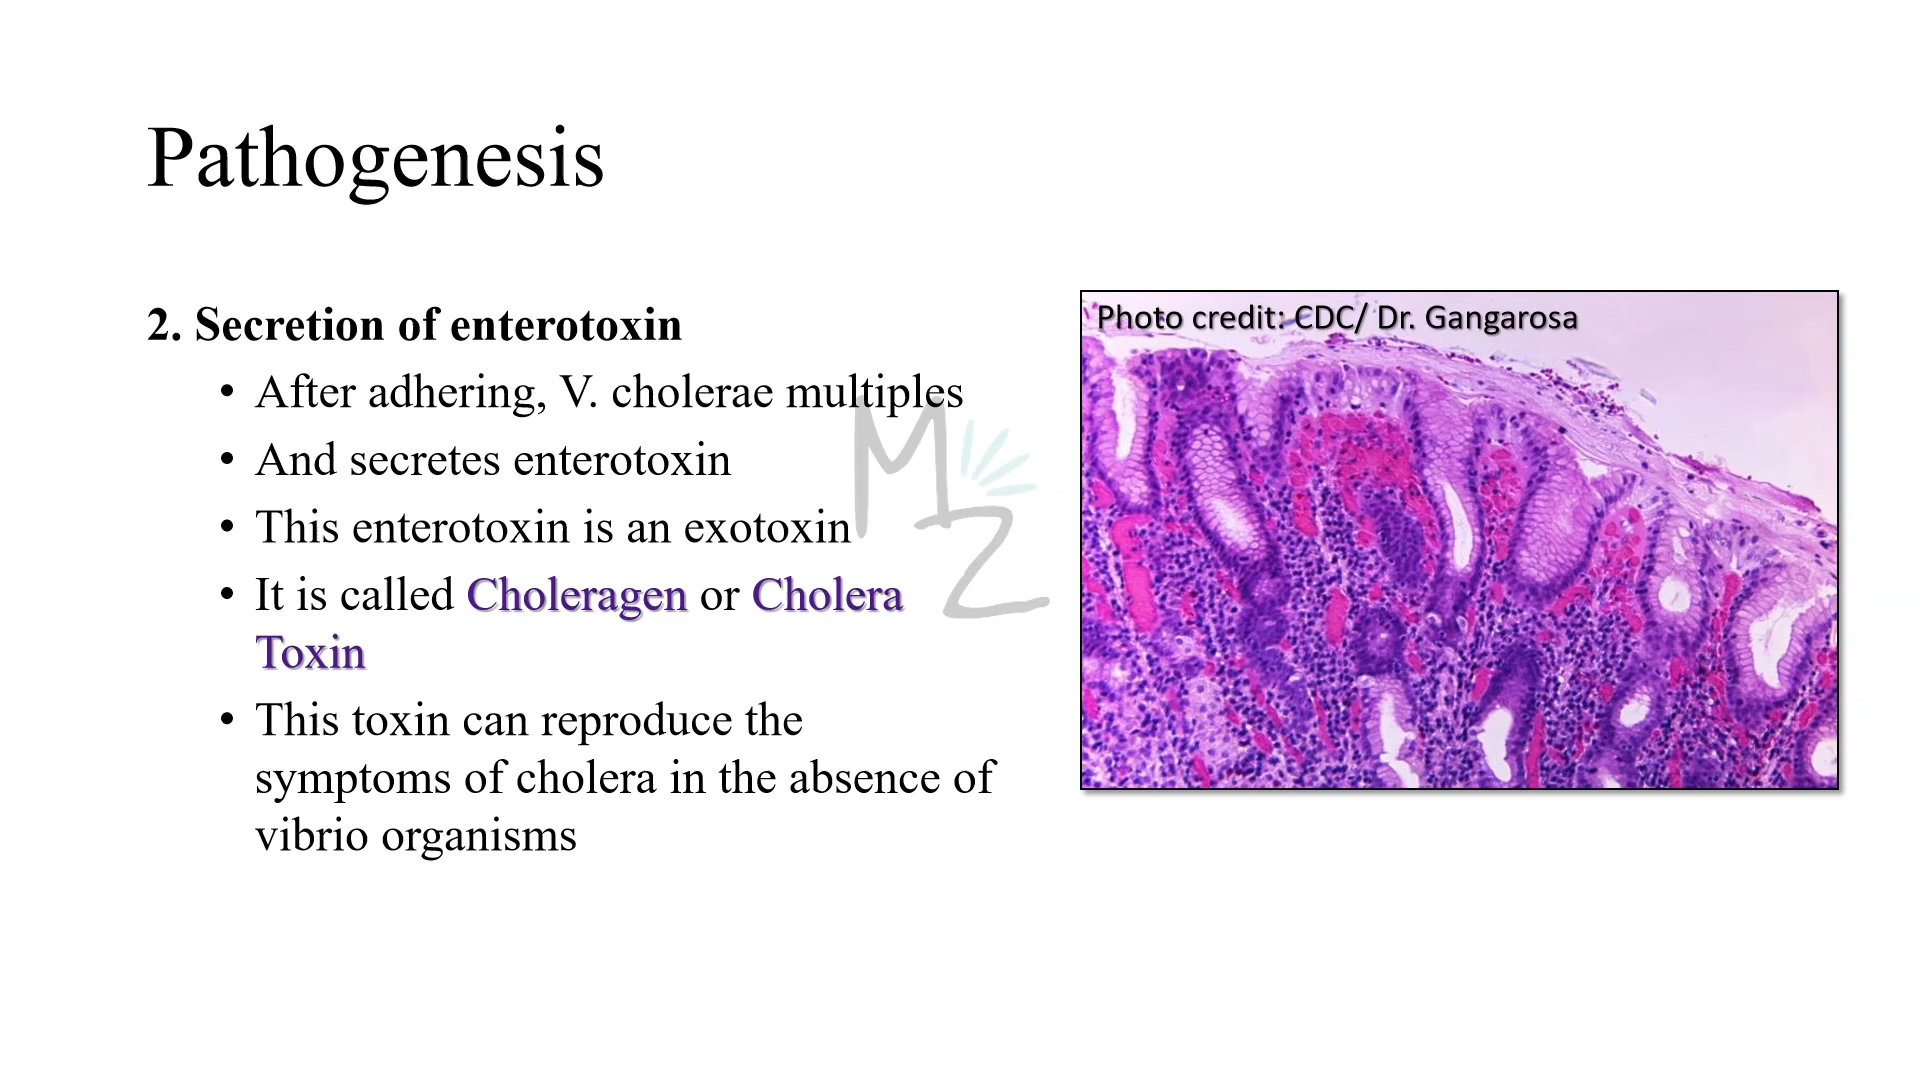 Pathogenesis
2. Secretion of enterotoxin
• After adhering, V. cholerae multiples
• And secretes enterotoxin
• This enterotoxin is an exotoxin
• It is called Choleragen or Cholera
Toxin
• This toxin can reproduce the
symptoms of cholera in the absence of
vibrio organisms
Photo credit: CDC/ Dr. Gangarosa
MZ